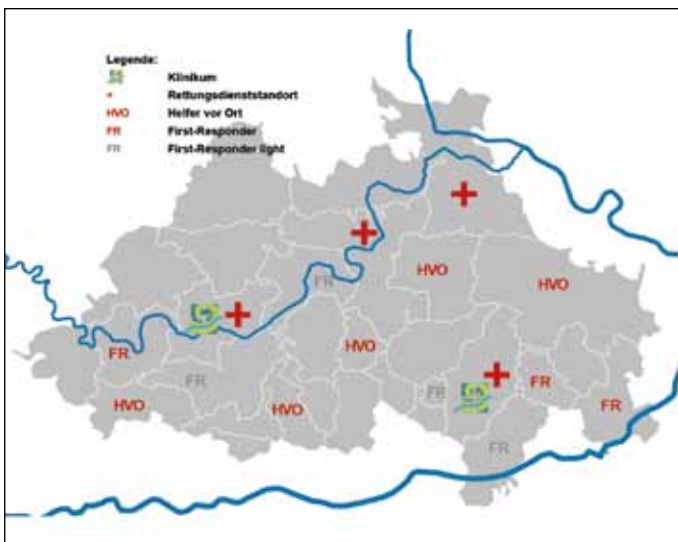 Legende:
Klinikum
Rettungsdienststandort
HVO Helfer vor Ort
FR First-Responder
FR First-Responder light
HVO
HVO
FR
HVO
FR
FR
FR
FR
FR
HVO
HVO
FR